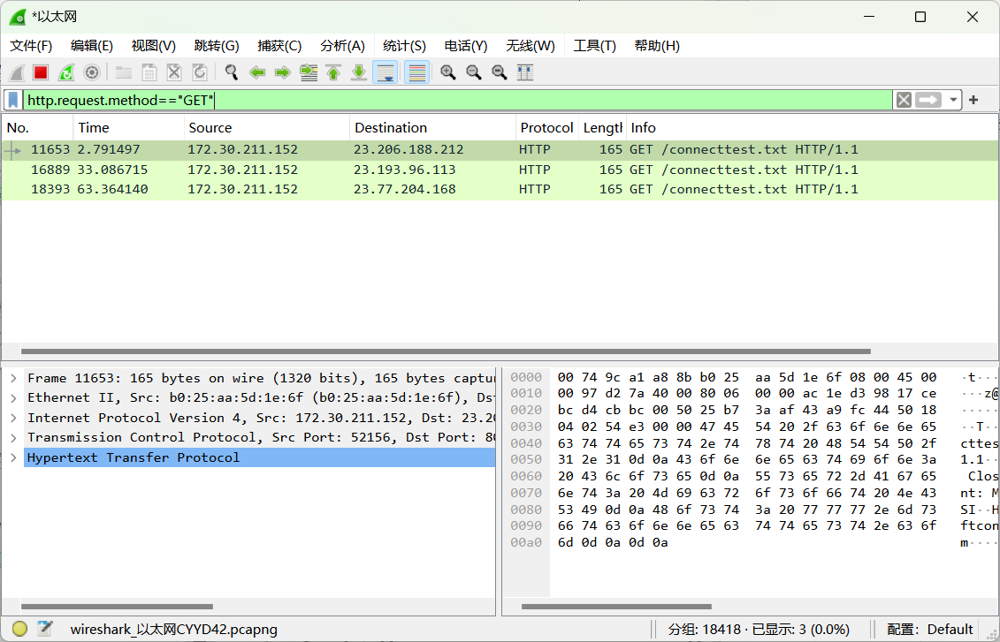 *以太网
文件(F) 编辑(E) 视图(V) 跳转(G) 捕获(C) 分析(A) 统计(S) 电话(Y) 无线(W) 工具(T) 帮助(H)
http.request.method=="GET"
No. Time Source Destination Protocol Length Info
11653 2.791497 172.30.211.152 23.206.188.212 HTTP 165 GET /connecttest.txt HTTP/1.1
16889 33.086715 172.30.211.152 23.193.96.113 HTTP 165 GET /connecttest.txt HTTP/1.1
18393 63.364140 172.30.211.152 23.77.204.168 HTTP 165 GET /connecttest.txt HTTP/1.1
Frame 11653: 165 bytes on wire (1320 bits), 165 bytes captu
Ethernet II, Src: b0:25:aa:5d:1e:6f (b0:25:aa:5d:1e:6f), Ds
Internet Protocol Version 4, Src: 172.30.211.152, Dst: 23.20
Transmission Control Protocol, Src Port: 52156, Dst Port: 80
Hypertext Transfer Protocol
0000 00 74 9c a1 a8 8b b0 25 aa 5d 1e 6f 08 00 45 00 ·t···
0010 00 97 d2 7a 40 00 80 06 00 00 ac 1e d3 98 17 ce ···z@
0020 bc d4 cb bc 00 50 25 b7 3a af 43 a9 fc 44 50 18 ·····
0030 04 02 54 e3 00 00 47 45 54 20 2f 63 6f 6e 6e 65 ··T··
0040 63 74 74 65 73 74 2e 74 78 74 20 48 54 54 50 2f cttes
0050 31 2e 31 0d 0a 43 6f 6e 6e 65 63 74 69 6f 6e 3a 1.1··
0060 20 43 6c 6f 73 65 0d 0a 55 73 65 72 2d 41 67 65 Clos
0070 6e 74 3a 20 4d 69 63 72 6f 73 6f 66 74 20 4e 43 nt: M
0080 53 49 0d 0a 48 6f 73 74 3a 20 77 77 77 2e 6d 73 SI··H
0090 66 74 63 6f 6e 6e 65 63 74 74 65 73 74 2e 63 6f ftcon
00a0 6d 0d 0a 0d 0a m····
wireshark_以太网CYYD42.pcapng 分组: 18418 · 已显示: 3 (0.0%) 配置: Default